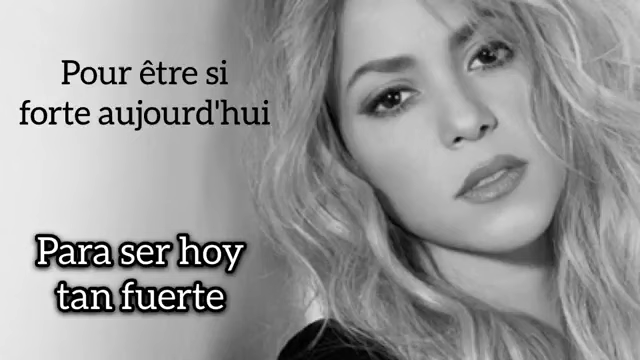 Pour être si
forte aujourd'hui
Para ser hoy
tan fuerte